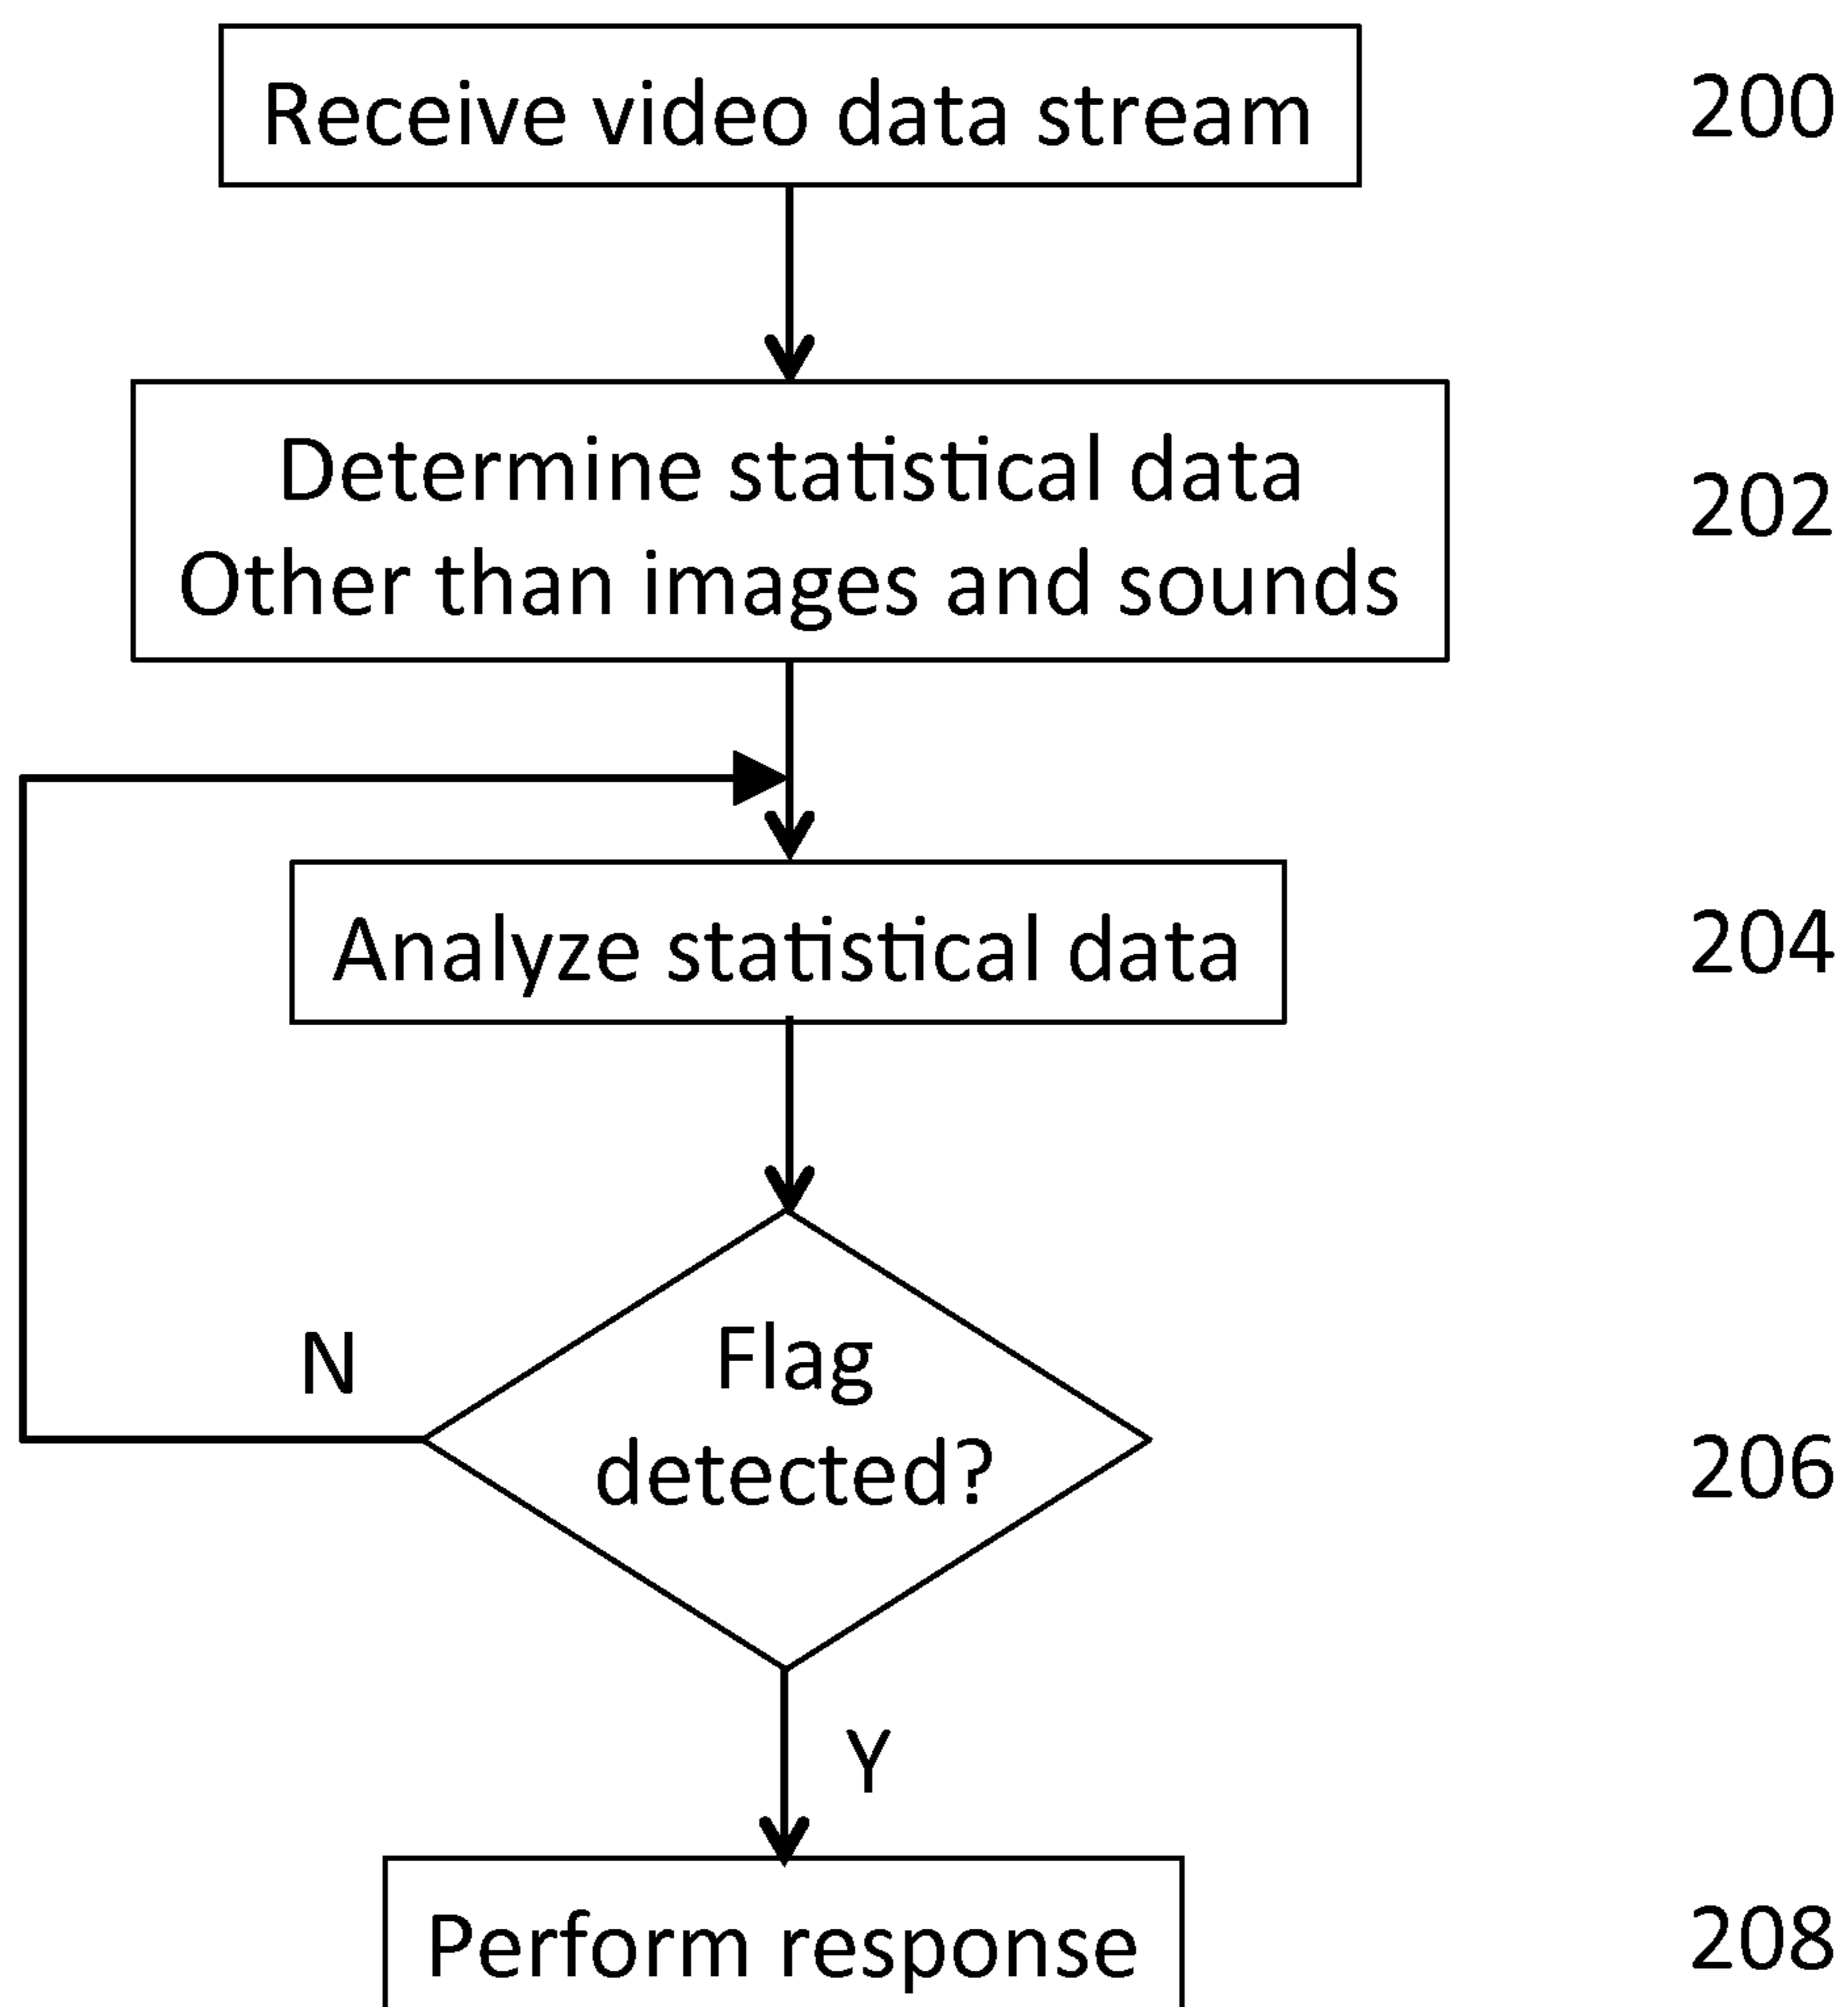 Receive video data stream
200
Determine statistical data
Other than images and sounds
202
Analyze statistical data
204
N
Flag
detected?
206
Y
Perform response
208